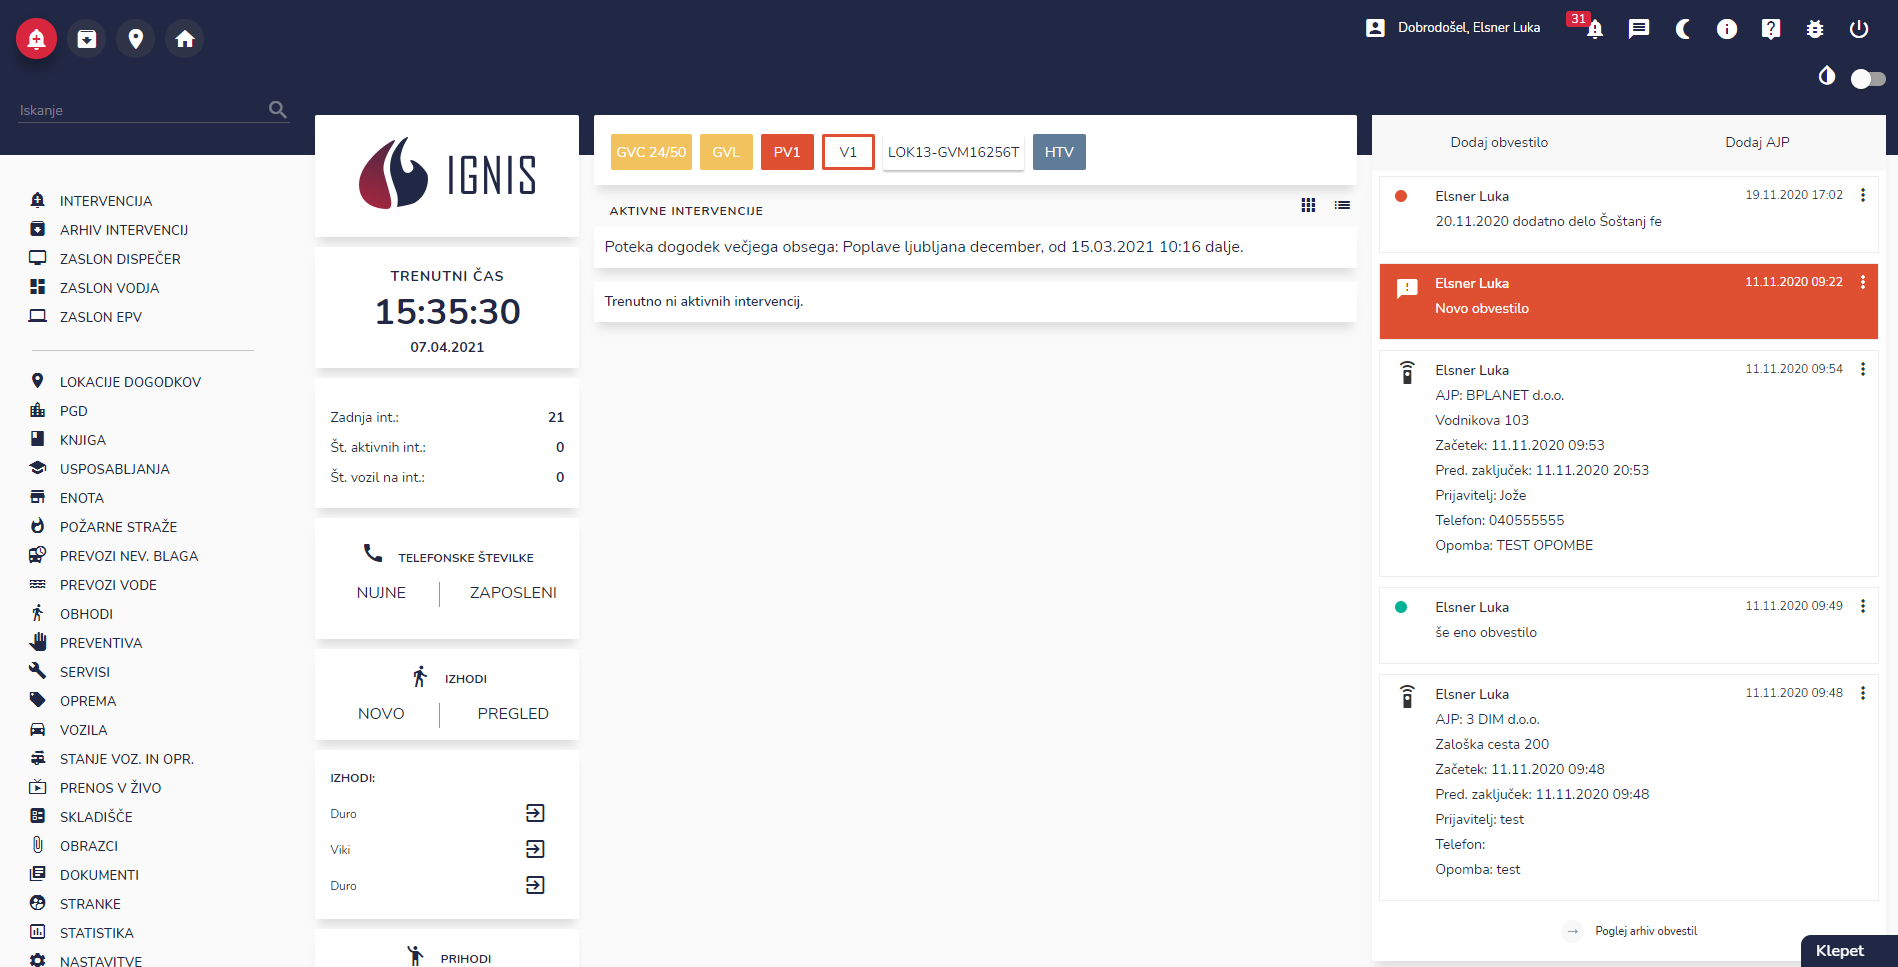 Dobrodošel, Elsner Luka
31
Iskanje
INTERVENCIJA
ARHIV INTERVENCIJ
ZASLON DISPEČER
ZASLON VODJA
ZASLON EPV
LOKACIJE DOGODKOV
PGD
KNJIGA
USPOSABLJANJA
ENOTA
POŽARNE STRAŽE
PREVOZI NEV. BLAGA
PREVOZI VODE
OBHODI
PREVENTIVA
SERVISI
OPREMA
VOZILA
STANJE VOZ. IN OPR.
PRENOS V ŽIVO
SKLADIŠČE
OBRAZCI
DOKUMENTI
STRANKE
STATISTIKA
NASTAVITVE
IGNIS
TRENUTNI ČAS
15:35:30
07.04.2021
Zadnja int.: 21
Št. aktivnih int.: 0
Št. vozil na int.: 0
TELEFONSKE ŠTEVILKE
NUJNE ZAPOSLENI
IZHODI
NOVO PREGLED
IZHODI:
Duro
Viki
Duro
PRIHODI
GVC 24/50 GVL PV1 V1 LOK13-GVM16256T HTV
AKTIVNE INTERVENCIJE
Poteka dogodek večjega obsega: Poplave ljubljana december, od 15.03.2021 10:16 dalje.
Trenutno ni aktivnih intervencij.
Dodaj obvestilo Dodaj AJP
Elsner Luka 19.11.2020 17:02
20.11.2020 dodatno delo Šoštanj fe
Elsner Luka 11.11.2020 09:22
Novo obvestilo
Elsner Luka 11.11.2020 09:54
AJP: BPLANET d.o.o.
Vodnikova 103
Začetek: 11.11.2020 09:53
Pred. zaključek: 11.11.2020 20:53
Prijavitelj: Jože
Telefon: 040555555
Opomba: TEST OPOMBE
Elsner Luka 11.11.2020 09:49
še eno obvestilo
Elsner Luka 11.11.2020 09:48
AJP: 3 DIM d.o.o.
Zaloška cesta 200
Začetek: 11.11.2020 09:48
Pred. zaključek: 11.11.2020 09:48
Prijavitelj: test
Telefon:
Opomba: test
→ Poglej arhiv obvestil
Klepet